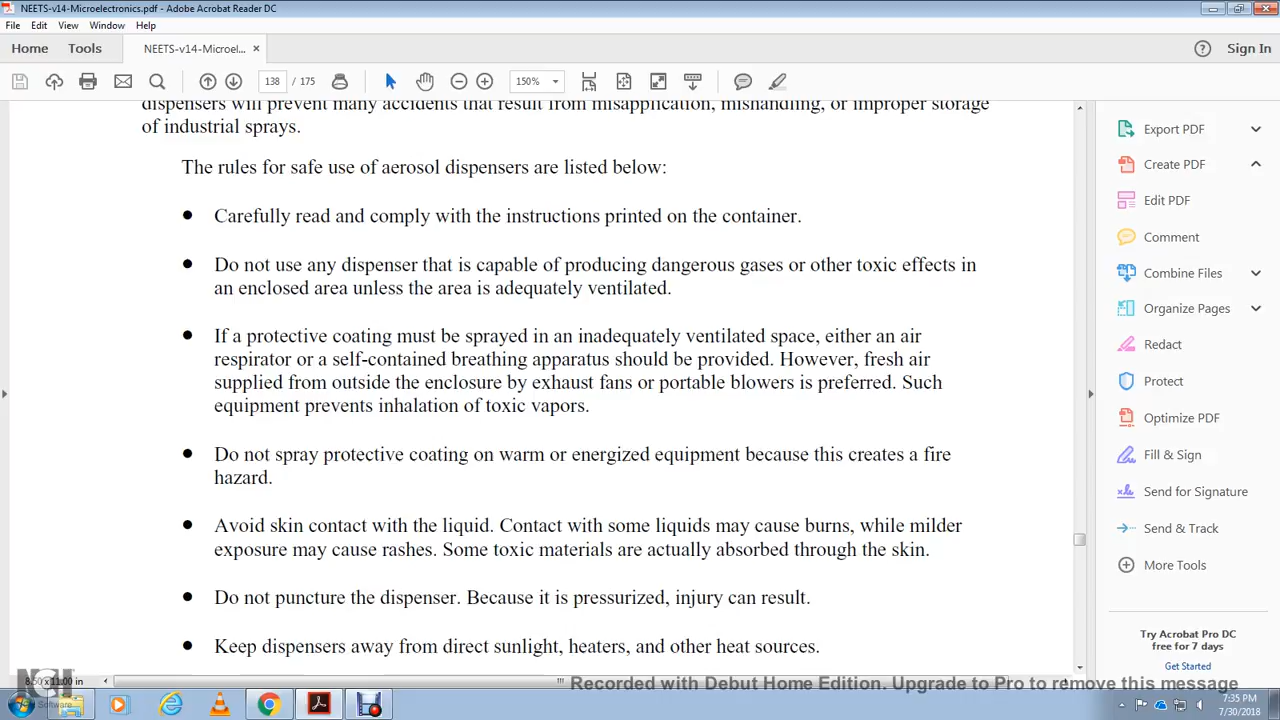 NEETS-v14-Microelectronics.pdf - Adobe Acrobat Reader DC
File Edit View Window Help
Home Tools NEETS-v14-Microel... × Sign In
138 / 175 150%
dispensers will prevent many accidents that result from misapplication, mishandling, or improper storage
of industrial sprays.
The rules for safe use of aerosol dispensers are listed below:
● Carefully read and comply with the instructions printed on the container.
● Do not use any dispenser that is capable of producing dangerous gases or other toxic effects in
an enclosed area unless the area is adequately ventilated.
● If a protective coating must be sprayed in an inadequately ventilated space, either an air
respirator or a self-contained breathing apparatus should be provided. However, fresh air
supplied from outside the enclosure by exhaust fans or portable blowers is preferred. Such
equipment prevents inhalation of toxic vapors.
● Do not spray protective coating on warm or energized equipment because this creates a fire
hazard.
● Avoid skin contact with the liquid. Contact with some liquids may cause burns, while milder
exposure may cause rashes. Some toxic materials are actually absorbed through the skin.
● Do not puncture the dispenser. Because it is pressurized, injury can result.
● Keep dispensers away from direct sunlight, heaters, and other heat sources.
Export PDF
Create PDF
Edit PDF
Comment
Combine Files
Organize Pages
Redact
Protect
Optimize PDF
Fill & Sign
Send for Signature
Send & Track
More Tools
Try Acrobat Pro DC
free for 7 days
Get Started
8.50 x 11.00 in
Recorded with Debut Home Edition. Upgrade to Pro to remove this message
Software
7:35 PM
7/30/2018